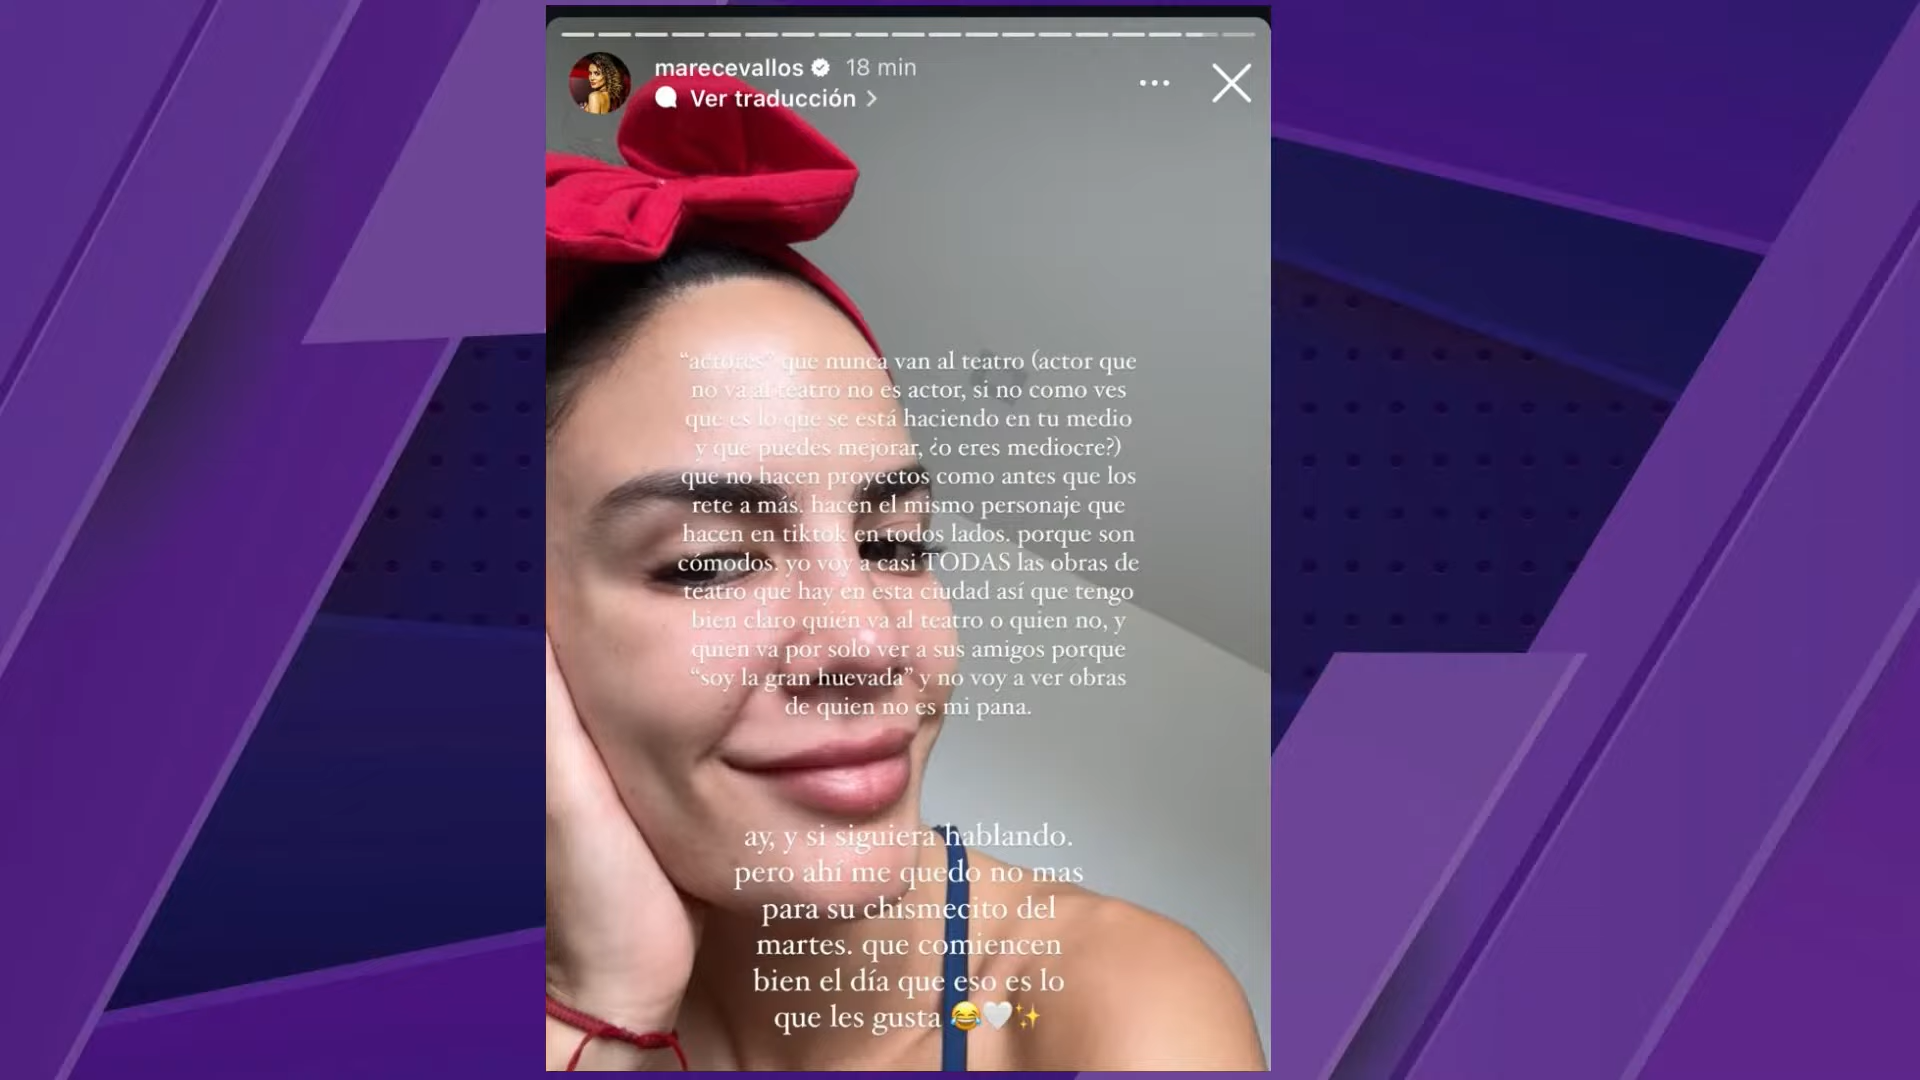 marecevallos 18 min
Ver traducción
“actores” que nunca van al teatro (actor que
no va al teatro no es actor, si no como ves
que es lo que se está haciendo en tu medio
y que puedes mejorar, ¿o eres mediocre?)
que no hacen proyectos como antes que los
rete a más. hacen el mismo personaje que
hacen en tiktok en todos lados. porque son
cómodos. yo voy a casi TODAS las obras de
teatro que hay en esta ciudad así que tengo
bien claro quién va al teatro o quien no, y
quien va por solo ver a sus amigos porque
“soy la gran huevada” y no voy a ver obras
de quien no es mi pana.
ay, y si siguiera hablando.
pero ahí me quedo no mas
para su chismecito del
martes. que comiencen
bien el día que eso es lo
que les gusta 😂🤍✨